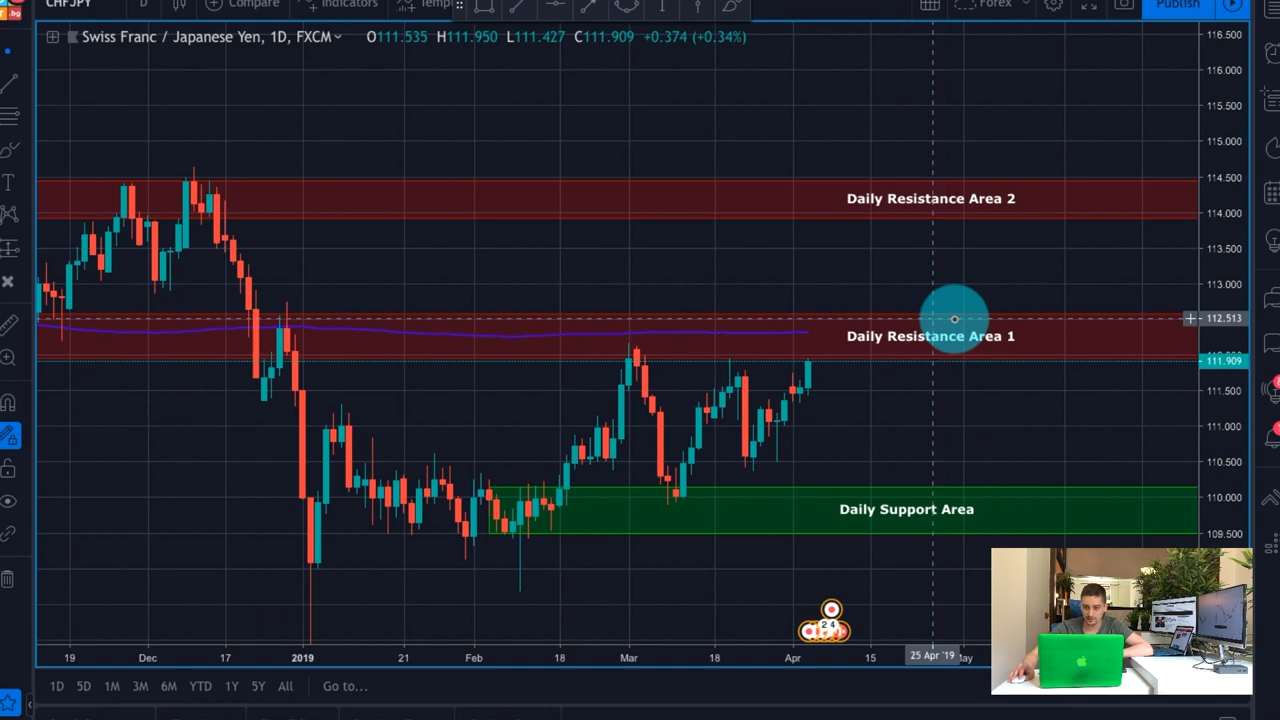 CHFJPY D Compare Indicators Temp Forex Publish
Swiss Franc / Japanese Yen, 1D, FXCM O111.535 H111.950 L111.427 C111.909 +0.374 (+0.34%)
116.500
116.000
115.500
115.000
114.500
Daily Resistance Area 2
114.000
113.500
113.000
112.513
Daily Resistance Area 1
111.909
111.500
111.000
110.500
110.000
Daily Support Area
109.500
2 4
19 Dec 17 2019 21 Feb 18 Mar 18 Apr 15 25 Apr '19 May
1D 5D 1M 3M 6M YTD 1Y 5Y All Go to...